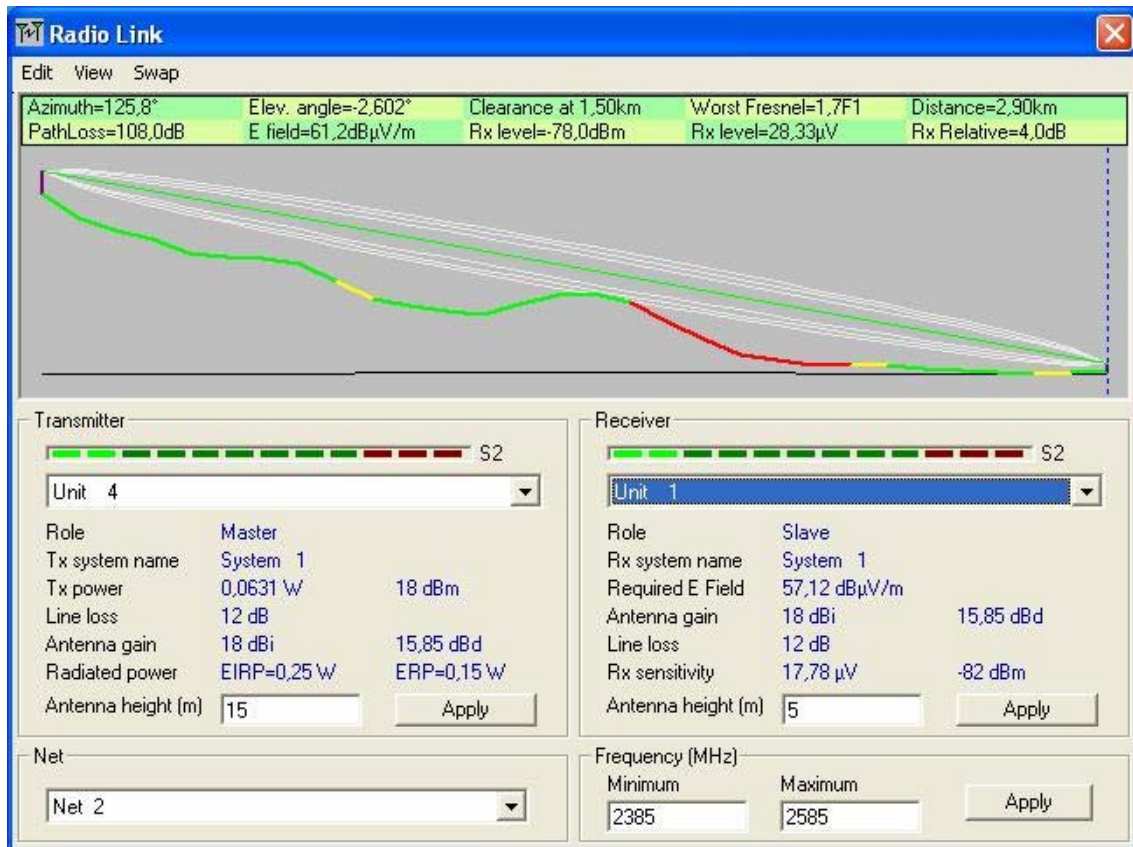 Radio Link
Edit View Swap
Azimuth=125,8° Elev. angle=-2,602° Clearance at 1,50km Worst Fresnel=1,7F1 Distance=2,90km
PathLoss=108,0dB E field=61,2dBµV/m Rx level=-78,0dBm Rx level=28,33µV Rx Relative=4,0dB
Transmitter
S2
Unit 4
Role Master
Tx system name System 1
Tx power 0,0631 W 18 dBm
Line loss 12 dB
Antenna gain 18 dBi 15,85 dBd
Radiated power EIRP=0,25 W ERP=0,15 W
Antenna height (m) 15 Apply
Receiver
S2
Unit 1
Role Slave
Rx system name System 1
Required E Field 57,12 dBµV/m
Antenna gain 18 dBi 15,85 dBd
Line loss 12 dB
Rx sensitivity 17,78 µV -82 dBm
Antenna height (m) 5 Apply
Net
Net 2
Frequency (MHz)
Minimum Maximum
2385 2585 Apply